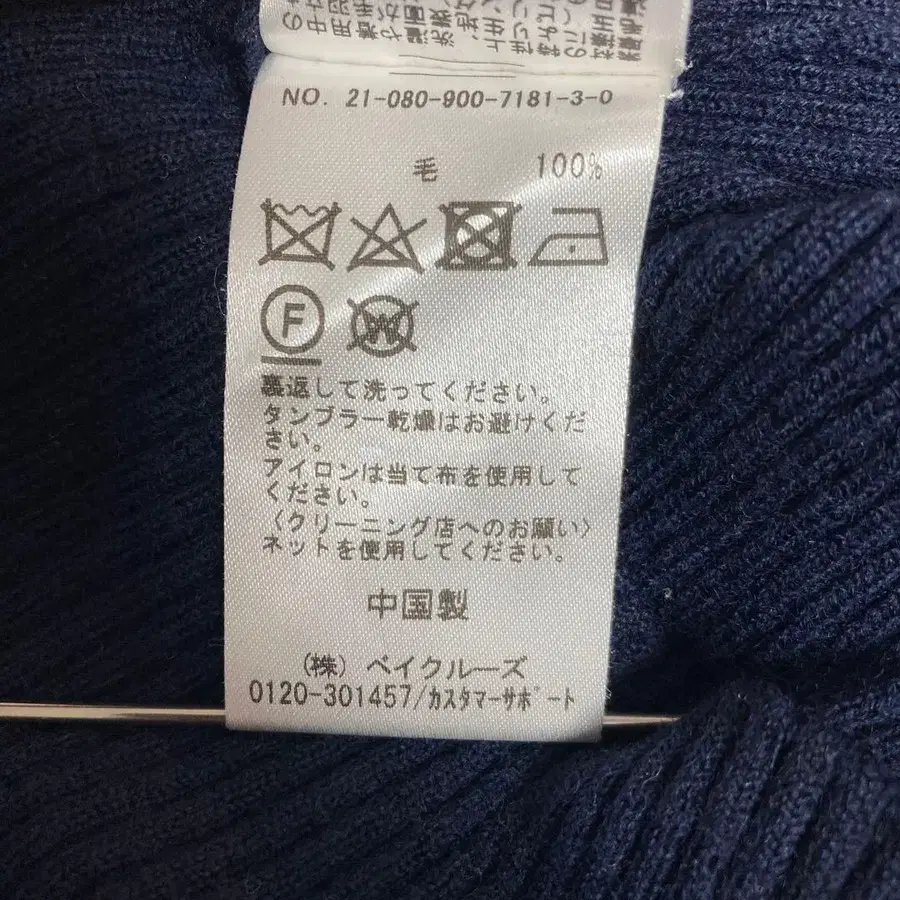 NO. 21-080-900-7181-3-0
毛 100%
F W
裏返して洗ってください。
タンブラー乾燥はお避けくだ
さい。
アイロンは当て布を使用して
ください。
〈クリーニング店へのお願い〉
ネットを使用してください。
中国製
(株) ベイクルーズ
0120-301457/カスタマーサポート